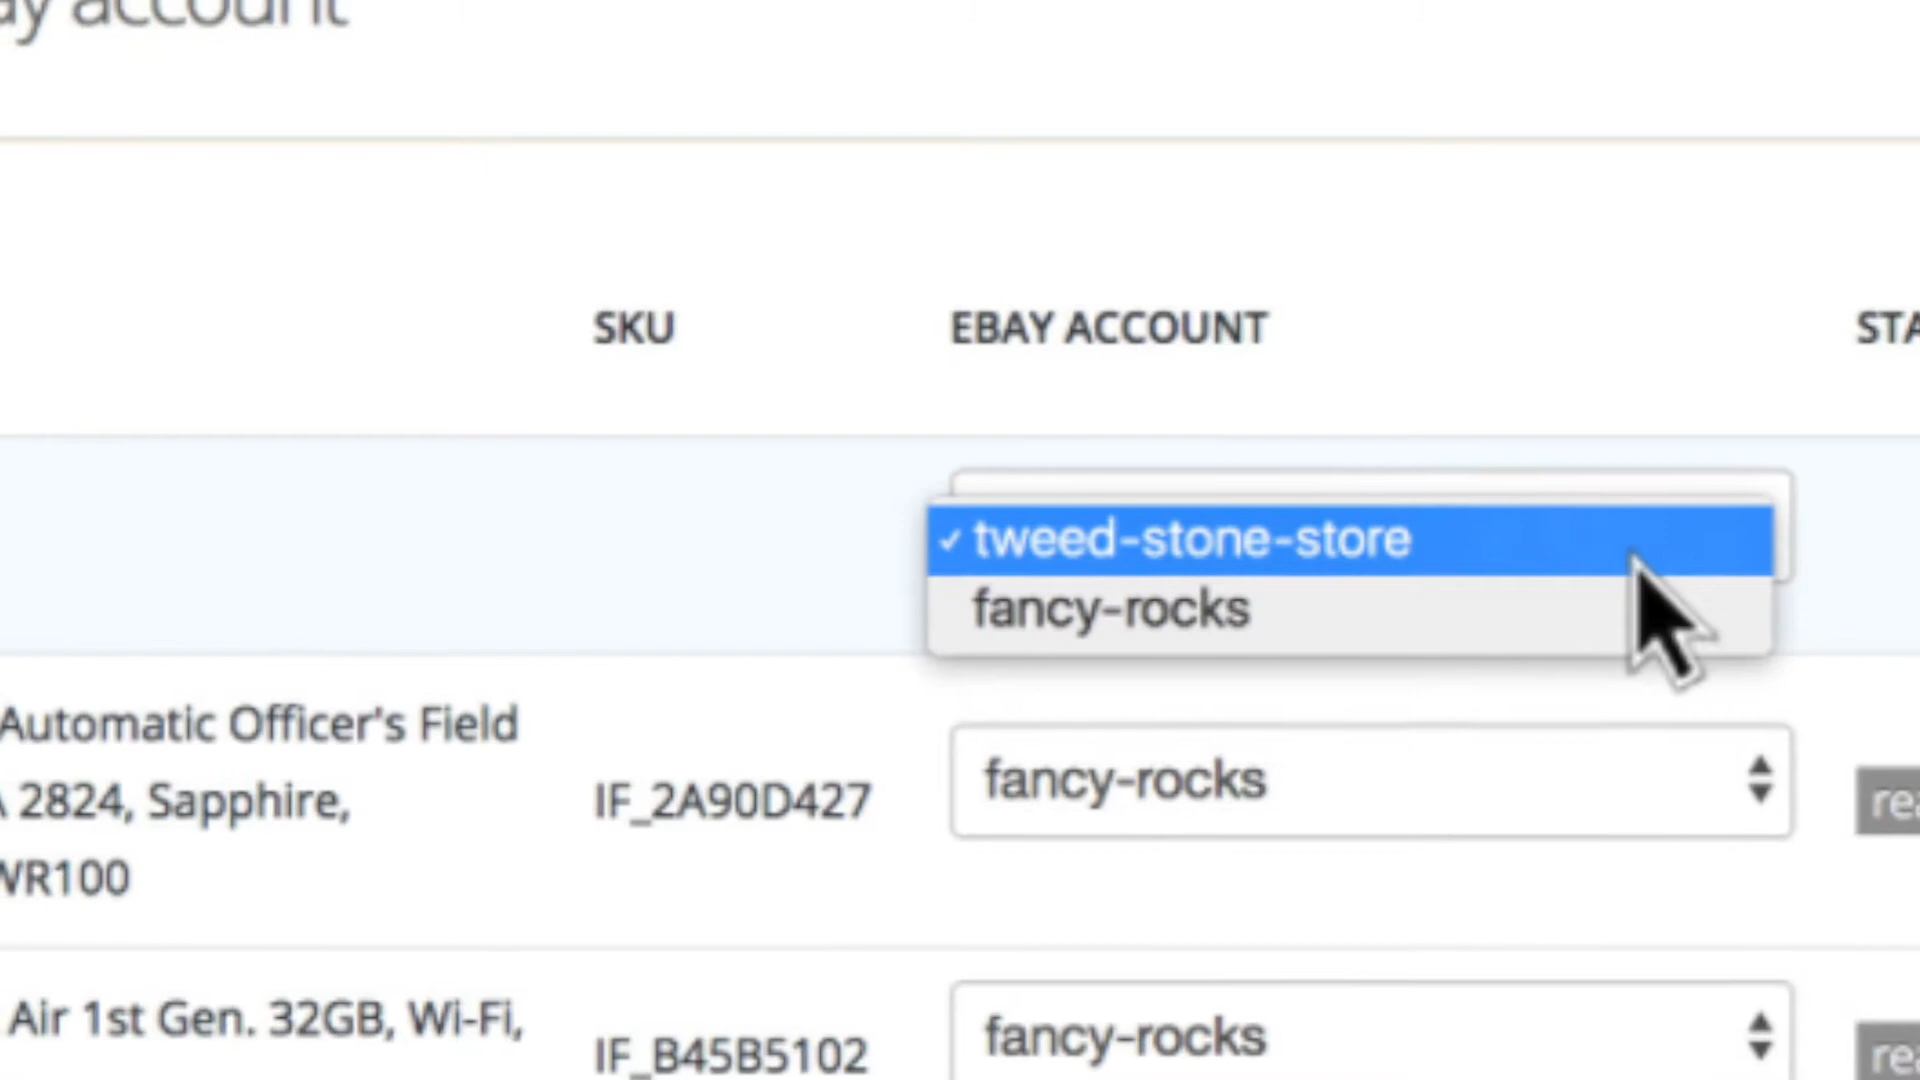 account
SKU
EBAY ACCOUNT
✓ tweed-stone-store
fancy-rocks
Automatic Officer's Field
2824, Sapphire,
WR100
IF_2A90D427
fancy-rocks
Air 1st Gen. 32GB, Wi-Fi,
IF_B45B5102
fancy-rocks